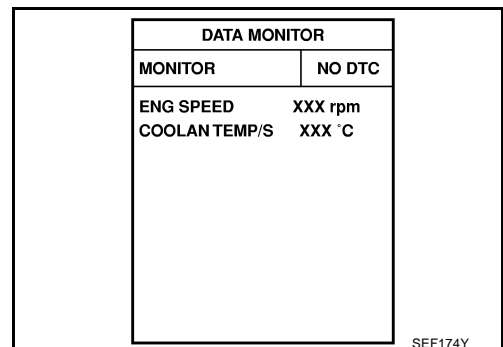 DATA MONITOR
MONITOR NO DTC
ENG SPEED XXX rpm
COOLAN TEMP/S XXX °C
SEF174Y